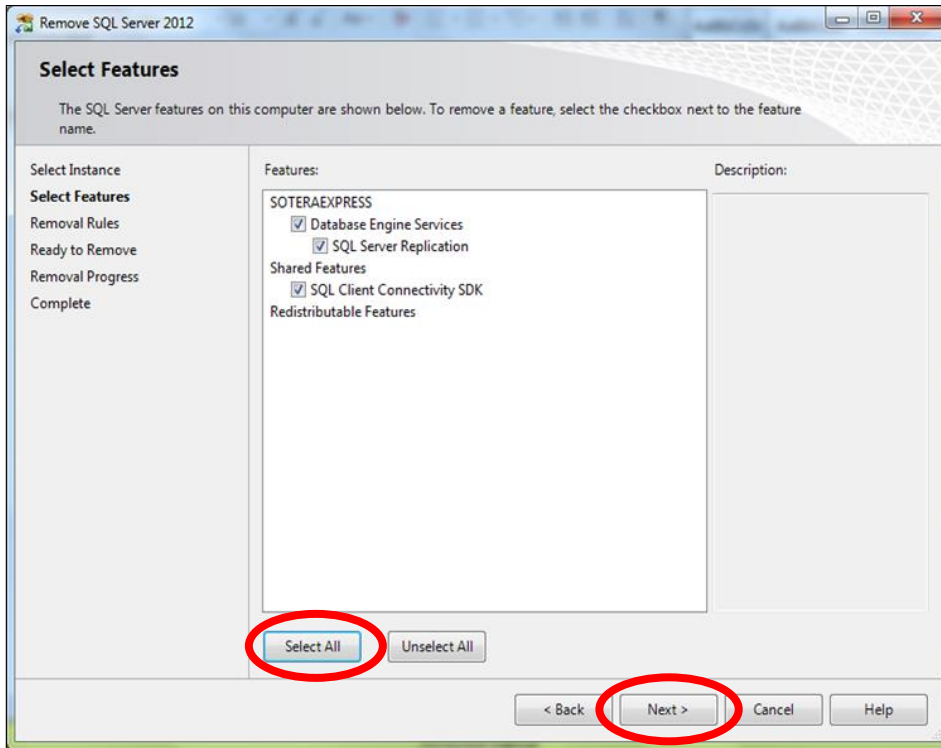 Remove SQL Server 2012
Select Features
The SQL Server features on this computer are shown below. To remove a feature, select the checkbox next to the feature
name.
Select Instance
Select Features
Removal Rules
Ready to Remove
Removal Progress
Complete
Features:
SOTERAEXPRESS
Database Engine Services
SQL Server Replication
Shared Features
SQL Client Connectivity SDK
Redistributable Features
Description:
Select All
Unselect All
< Back
Next >
Cancel
Help